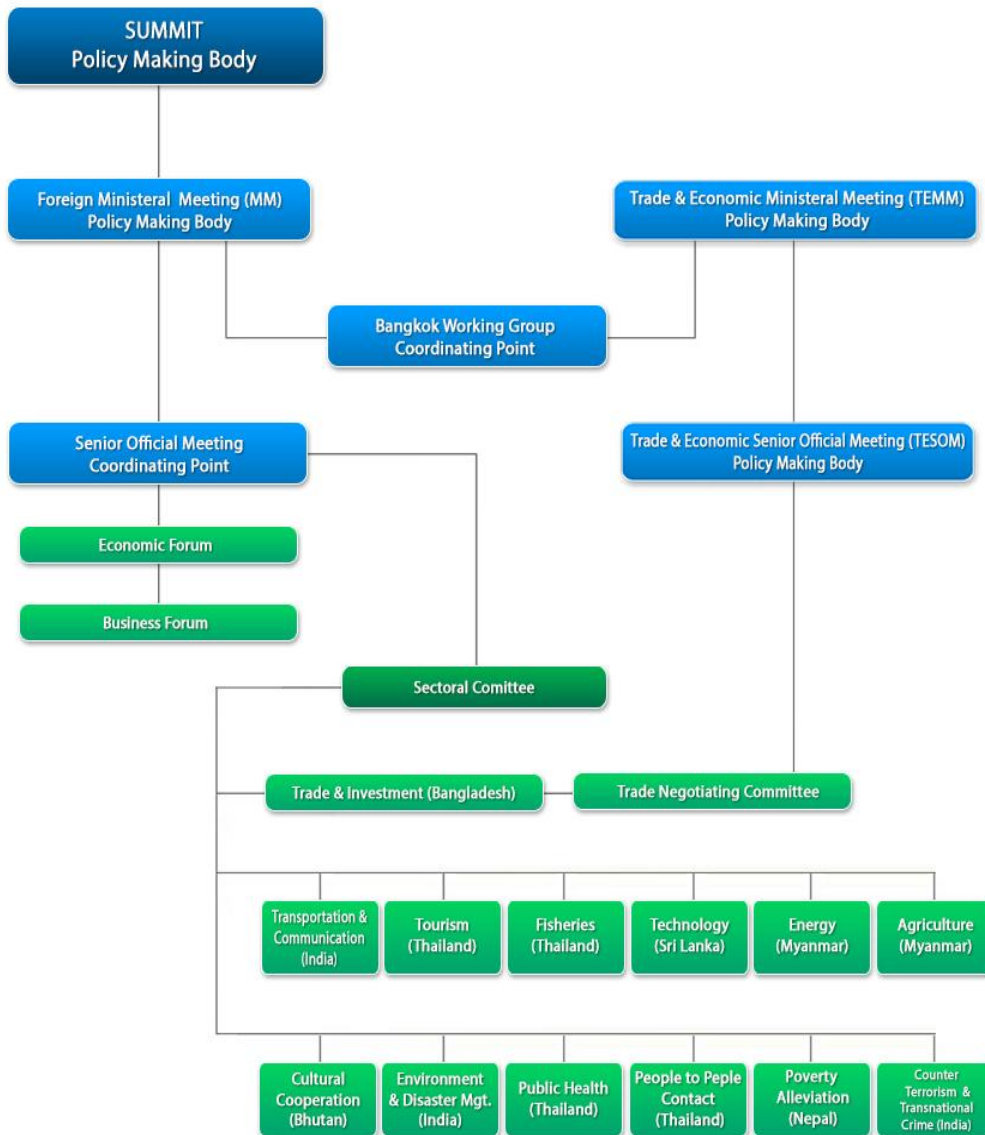 SUMMIT
Policy Making Body
Foreign Ministeral Meeting (MM)
Policy Making Body
Trade & Economic Ministeral Meeting (TEMM)
Policy Making Body
Bangkok Working Group
Coordinating Point
Senior Official Meeting
Coordinating Point
Trade & Economic Senior Official Meeting (TESOM)
Policy Making Body
Economic Forum
Business Forum
Sectoral Comittee
Trade & Investment (Bangladesh)
Trade Negotiating Committee
Transportation &
Communication
(India)
Tourism
(Thailand)
Fisheries
(Thailand)
Technology
(Sri Lanka)
Energy
(Myanmar)
Agriculture
(Myanmar)
Cultural
Cooperation
(Bhutan)
Environment
& Disaster Mgt.
(India)
Public Health
(Thailand)
People to Peple
Contact
(Thailand)
Poverty
Alleviation
(Nepal)
Counter
Terrorism &
Transnational
Crime (India)